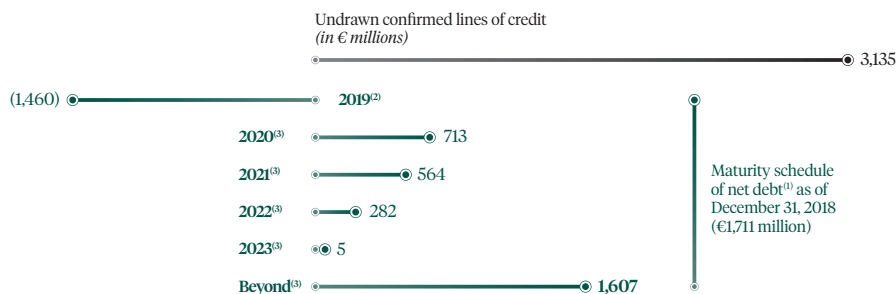 Undrawn confirmed lines of credit
(in € millions)
3,135
(1,460)
2019(2)
2020(3)
713
2021(3)
564
2022(3)
282
2023(3)
5
Beyond(3)
1,607
Maturity schedule
of net debt(1) as of
December 31, 2018
(€1,711 million)